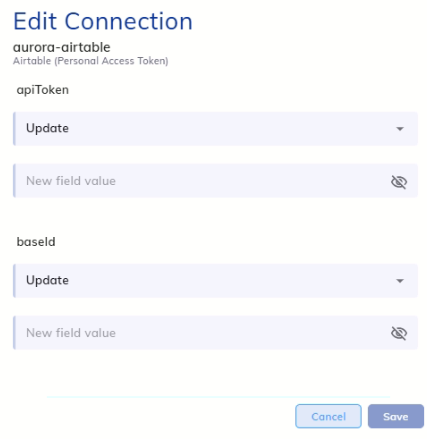 Edit Connection
aurora-airtable
Airtable (Personal Access Token)
apiToken
Update
New field value
baseId
Update
New field value
Cancel
Save